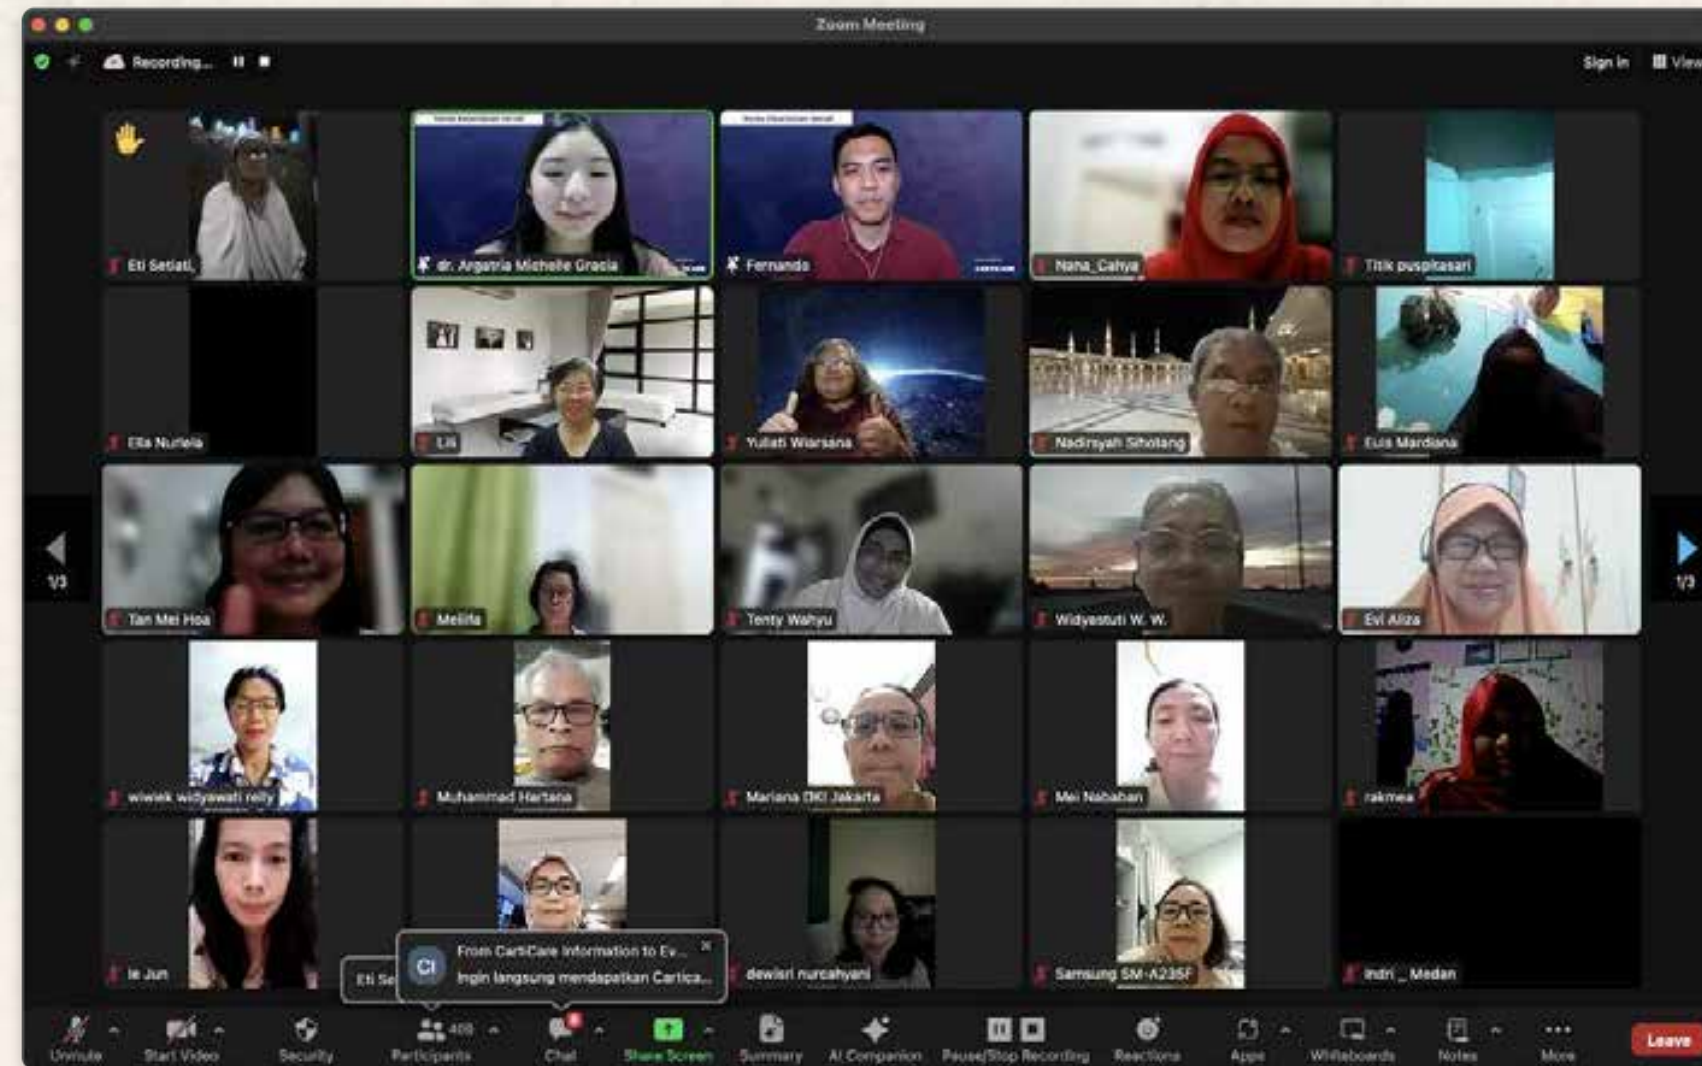 Zoom Meeting
Recording...
Sign in
View
Eti Setiati,
dr. Argatria Michelle Gracia
Fernando
Nana_Cahya
Titik puspitasari
Ella Nurlela
Lili
Yuliati Wiarsana
Nadirsyah Siholang
Euis Mardiana
1/3
1/3
Tan Mei Hoa
Tenty Wahyu
Widyastuti W. W.
Evi Aliza
wiwiek widyawati relly
Muhammad Hartana
Mariana DKI Jakarta
Mei Nababan
rakmea
Ie Jun
Eti Se
CI
From CartiCare Information to Ev...
Ingin langsung mendapatkan Cartica...
dewisri nurcahyani
Samsung SM-A235F
indri _ Medan
Unmute
Start Video
Security
Participants
Chat
Share Screen
Summary
AI Companion
Pause/Stop Recording
Reactions
Apps
Whiteboards
Notes
More
Leave